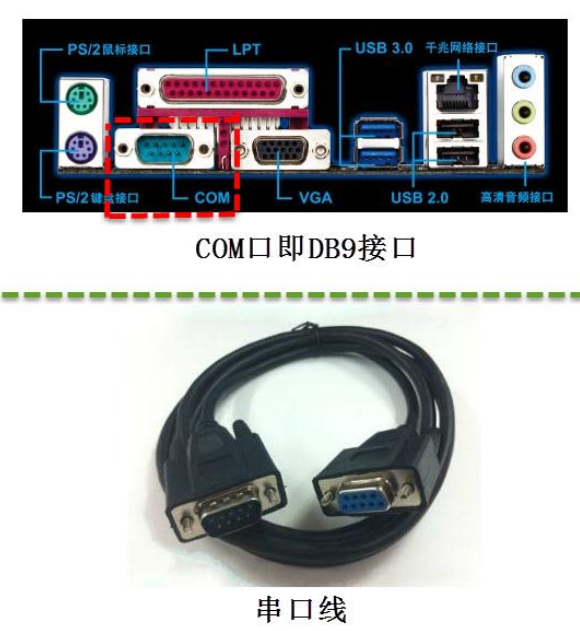 PS/2鼠标接口
LPT
USB 3.0
千兆网络接口
PS/2键盘接口
COM
VGA
USB 2.0
高清音频接口
COM口即DB9接口
串口线